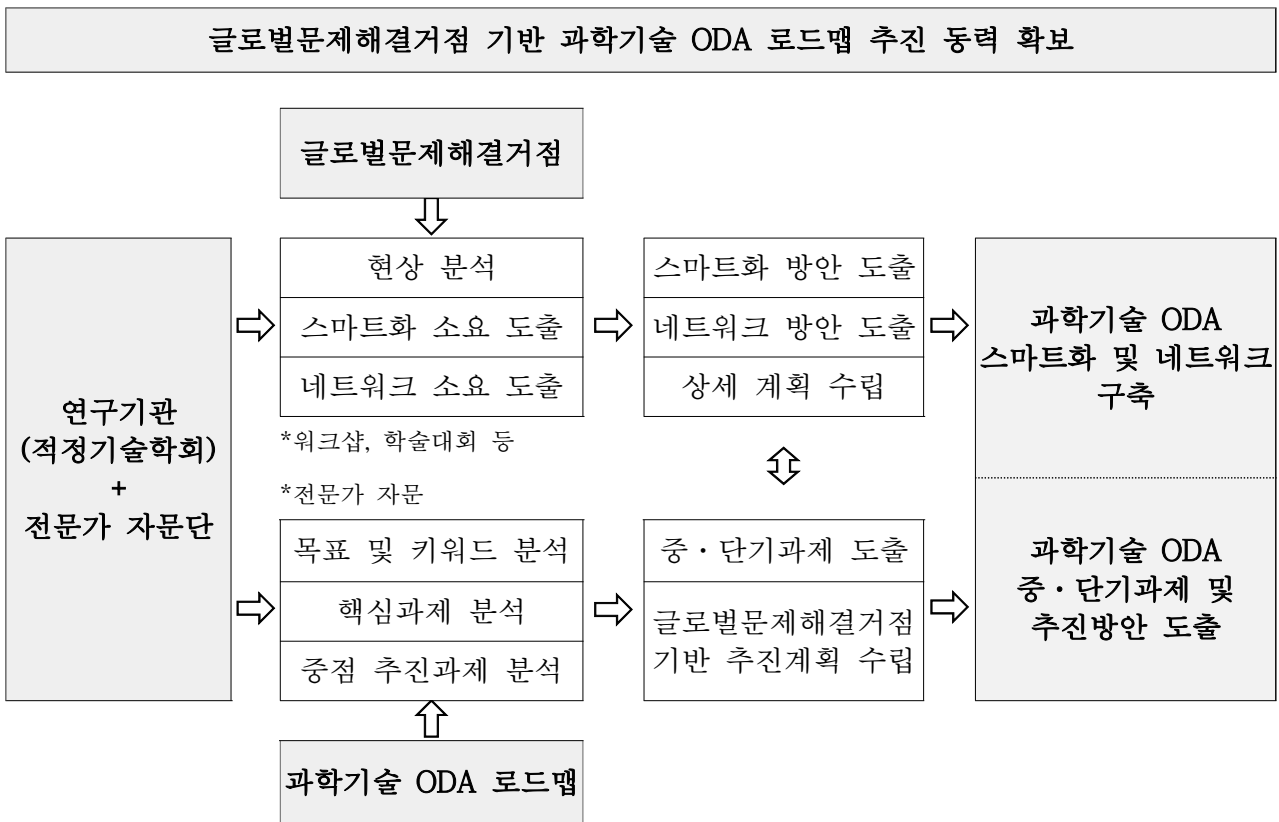 글로벌문제해결거점 기반 과학기술 ODA 로드맵 추진 동력 확보
글로벌문제해결거점
연구기관
(적정기술학회)
+
전문가 자문단
현상 분석
스마트화 소요 도출
네트워크 소요 도출
*워크샵, 학술대회 등
*전문가 자문
목표 및 키워드 분석
핵심과제 분석
중점 추진과제 분석
과학기술 ODA 로드맵
스마트화 방안 도출
네트워크 방안 도출
상세 계획 수립
중・단기과제 도출
글로벌문제해결거점
기반 추진계획 수립
과학기술 ODA
스마트화 및 네트워크
구축
과학기술 ODA
중・단기과제 및
추진방안 도출